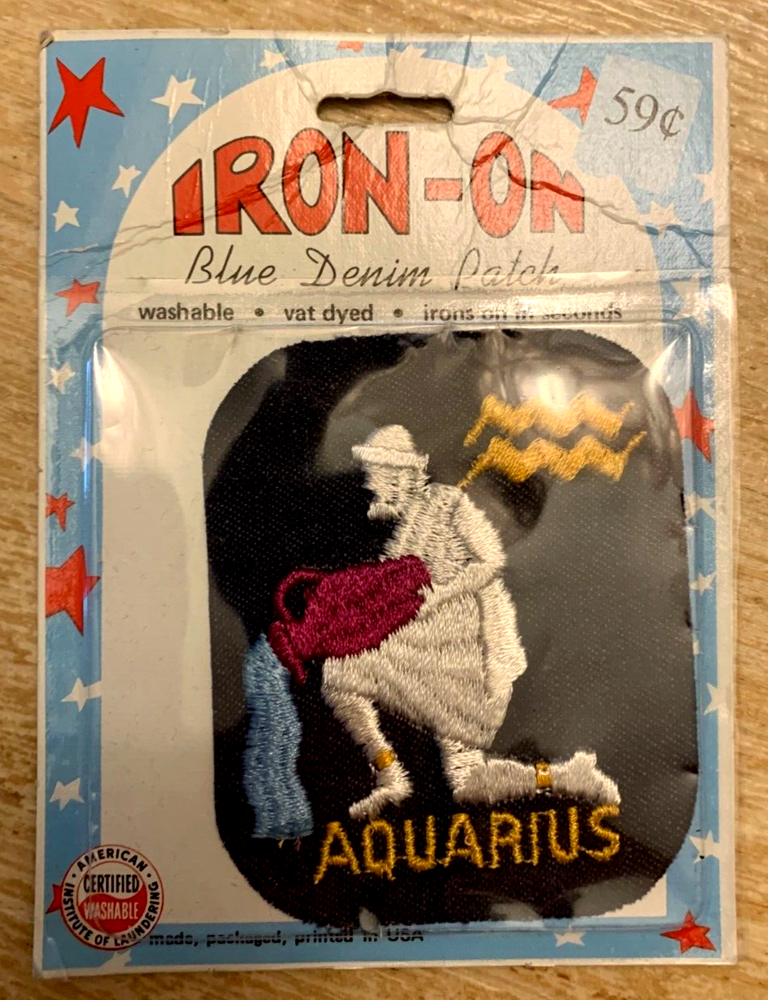 59¢
IRON-ON
Blue Denim Patch
washable • vat dyed • irons on in seconds
AQUARIUS
AMERICAN
CERTIFIED
WASHABLE
INSTITUTE OF LAUNDERING
made, packaged, printed in USA